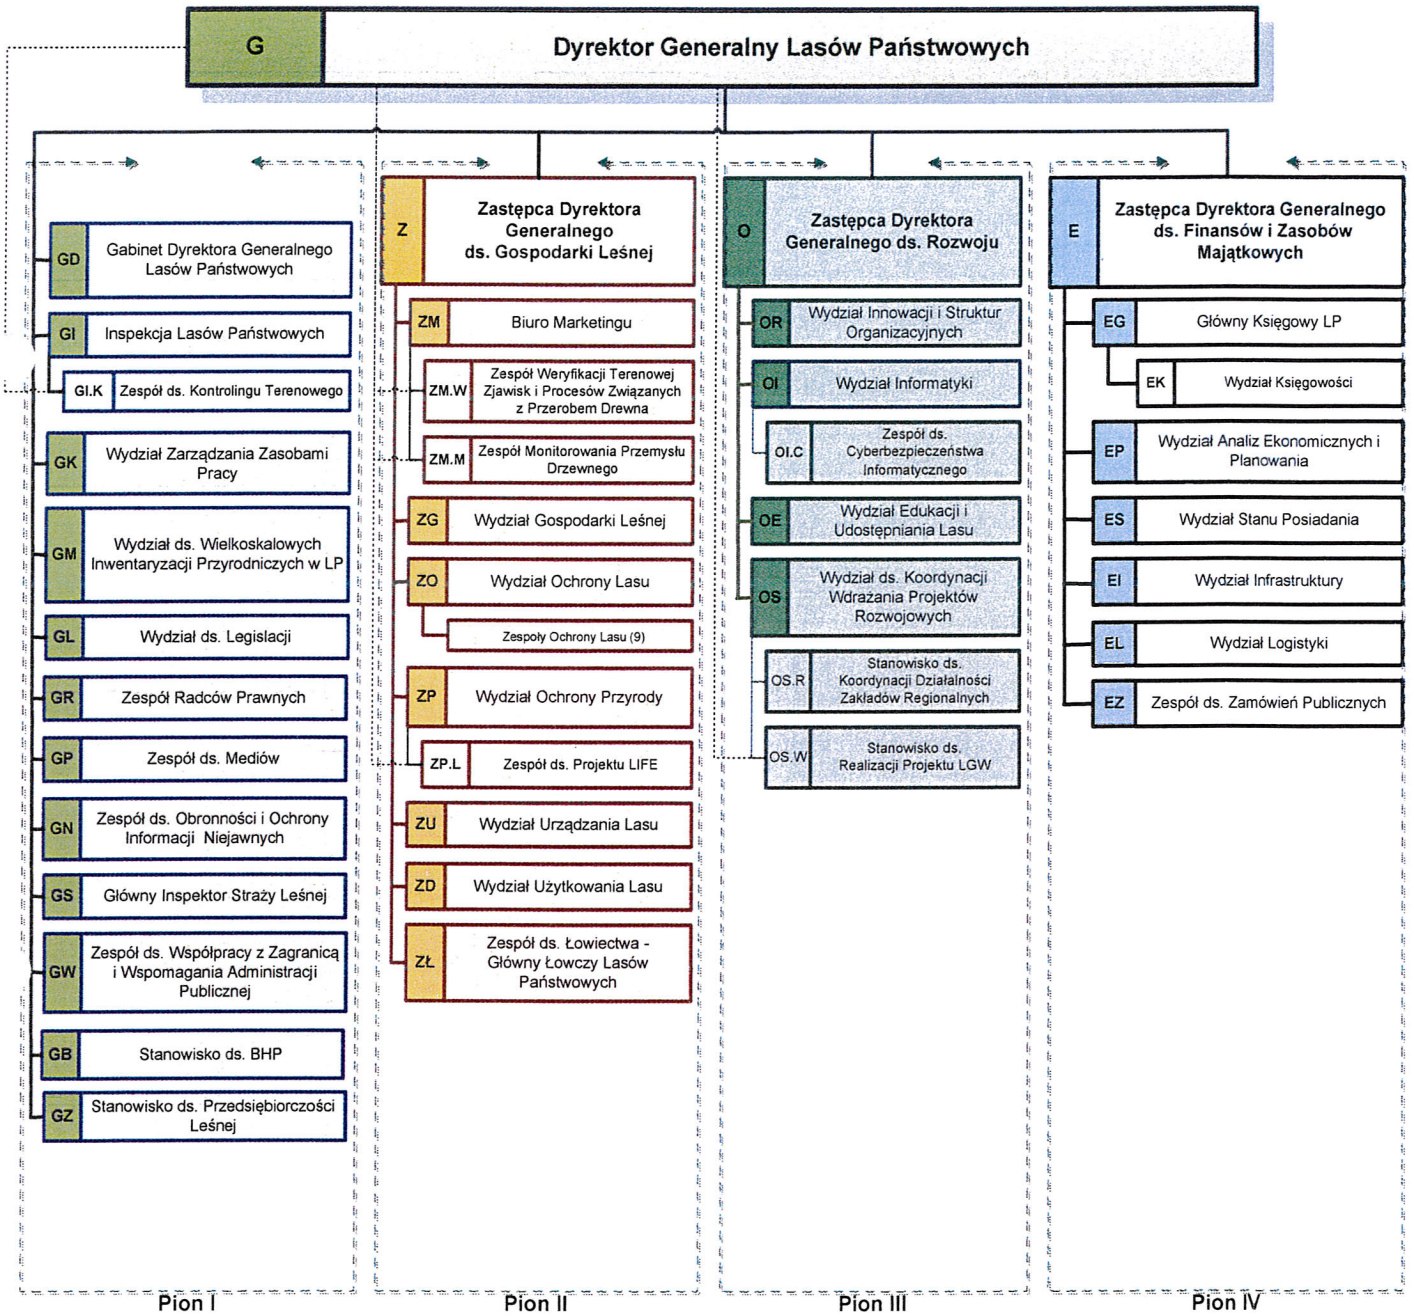 G
Dyrektor Generalny Lasów Państwowych
GD
Gabinet Dyrektora Generalnego
Lasów Państwowych
GI
Inspekcja Lasów Państwowych
GI.K
Zespół ds. Kontrolingu Terenowego
GK
Wydział Zarządzania Zasobami
Pracy
GM
Wydział ds. Wielkoskalowych
Inwentaryzacji Przyrodniczych w LP
GL
Wydział ds. Legislacji
GR
Zespół Radców Prawnych
GP
Zespół ds. Mediów
GN
Zespół ds. Obronności i Ochrony
Informacji Niejawnych
GS
Główny Inspektor Straży Leśnej
GW
Zespół ds. Współpracy z Zagranicą
i Wspomagania Administracji
Publicznej
GB
Stanowisko ds. BHP
GZ
Stanowisko ds. Przedsiębiorczości
Leśnej
Pion I
Z
Zastępca Dyrektora
Generalnego
ds. Gospodarki Leśnej
ZM
Biuro Marketingu
ZM.W
Zespół Weryfikacji Terenowej
Zjawisk i Procesów Związanych
z Przerobem Drewna
ZM.M
Zespół Monitorowania Przemysłu
Drzewnego
ZG
Wydział Gospodarki Leśnej
ZO
Wydział Ochrony Lasu
Zespoły Ochrony Lasu (9)
ZP
Wydział Ochrony Przyrody
ZP.L
Zespół ds. Projektu LIFE
ZU
Wydział Urządzania Lasu
ZD
Wydział Użytkowania Lasu
ZŁ
Zespół ds. Łowiectwa -
Główny Łowczy Lasów
Państwowych
Pion II
O
Zastępca Dyrektora
Generalnego ds. Rozwoju
OR
Wydział Innowacji i Struktur
Organizacyjnych
OI
Wydział Informatyki
OI.C
Zespół ds.
Cyberbezpieczeństwa
Informatycznego
OE
Wydział Edukacji i
Udostępniania Lasu
OS
Wydział ds. Koordynacji
Wdrażania Projektów
Rozwojowych
OS.R
Stanowisko ds.
Koordynacji Działalności
Zakładów Regionalnych
OS.W
Stanowisko ds.
Realizacji Projektu LGW
Pion III
E
Zastępca Dyrektora Generalnego
ds. Finansów i Zasobów
Majątkowych
EG
Główny Księgowy LP
EK
Wydział Księgowości
EP
Wydział Analiz Ekonomicznych i
Planowania
ES
Wydział Stanu Posiadania
EI
Wydział Infrastruktury
EL
Wydział Logistyki
EZ
Zespół ds. Zamówień Publicznych
Pion IV